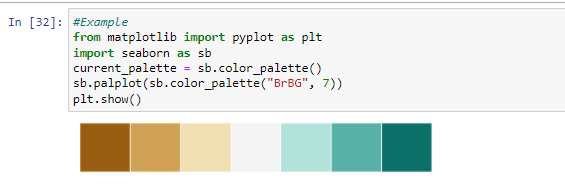 In [32]: #Example
from matplotlib import pyplot as plt
import seaborn as sb
current_palette = sb.color_palette()
sb.palplot(sb.color_palette("BrBG", 7))
plt.show()